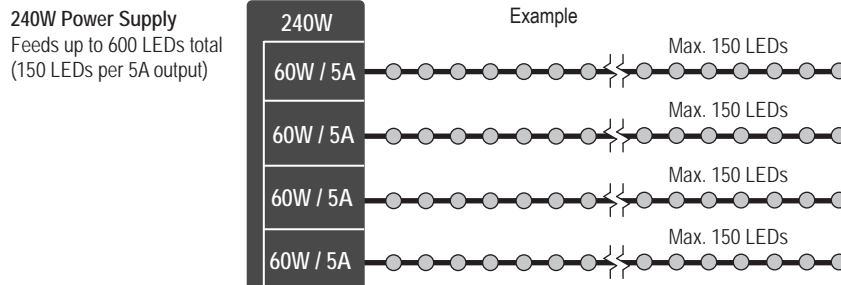 240W Power Supply
Feeds up to 600 LEDs total
(150 LEDs per 5A output)
240W
Example
60W / 5A
Max. 150 LEDs
60W / 5A
Max. 150 LEDs
60W / 5A
Max. 150 LEDs
60W / 5A
Max. 150 LEDs